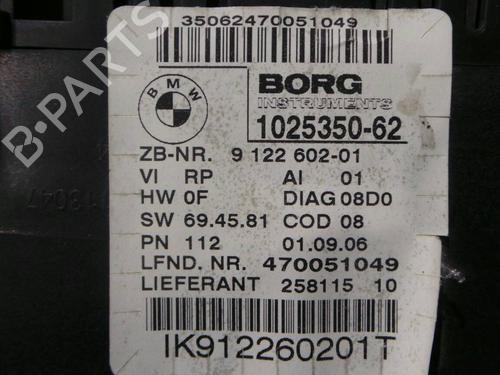 35062470051049
BMW
BORG
INSTRUMENTS
1025350-62
ZB-NR. 9 122 602-01
VI RP AI 01
HW 0F DIAG 08D0
SW 69.45.81 COD 08
PN 112 01.09.06
LFND. NR. 470051049
LIEFERANT 258115 10
IK912260201T